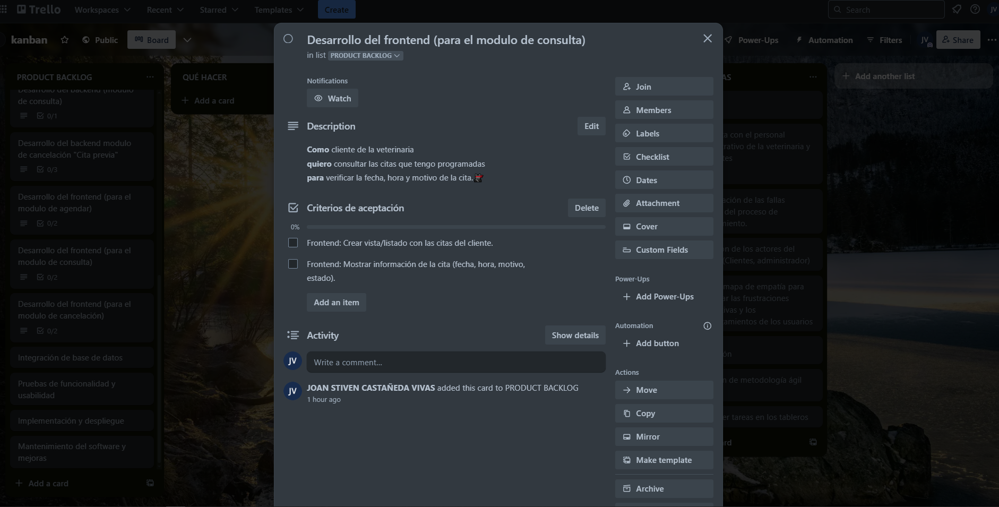 Trello
Workspaces
Recent
Starred
Templates
Create
Search
JV
kanban
Public
Board
Power-Ups
Automation
Filters
JV
Share
PRODUCT BACKLOG
Desarrollo del backend (modulo
de consulta)
0/1
Desarrollo del backend modulo
de cancelación "Cita previa"
0/3
Desarrollo del frontend (para el
modulo de agendar)
0/2
Desarrollo del frontend (para el
modulo de consulta)
0/2
Desarrollo del frontend (para el
modulo de cancelación)
0/2
Integración de base de datos
Pruebas de funcionalidad y
usabilidad
Implementación y despliegue
Mantenimiento del software y
mejoras
Add a card
QUÉ HACER
Add a card
Desarrollo del frontend (para el modulo de consulta)
in list PRODUCT BACKLOG
Notifications
Watch
Description
Edit
Como cliente de la veterinaria
quiero consultar las citas que tengo programadas
para verificar la fecha, hora y motivo de la cita.
Criterios de aceptación
Delete
0%
Frontend: Crear vista/listado con las citas del cliente.
Frontend: Mostrar información de la cita (fecha, hora, motivo,
estado).
Add an item
Activity
Show details
JV
Write a comment...
JV
JOAN STIVEN CASTAÑEDA VIVAS added this card to PRODUCT BACKLOG
1 hour ago
Join
Members
Labels
Checklist
Dates
Attachment
Cover
Custom Fields
Power-Ups
Add Power-Ups
Automation
Add button
Actions
Move
Copy
Mirror
Make template
Archive
AS
con el personal
rativo de la veterinaria y
tes
ación de las fallas
del proceso de
miento.
n de los actores del
(Clientes, administrador)
mapa de empatía para
ar las frustraciones
ivas y los
amientos de los usuarios
ón
n de metodología ágil
er tareas en los tableros
rd
Add another list